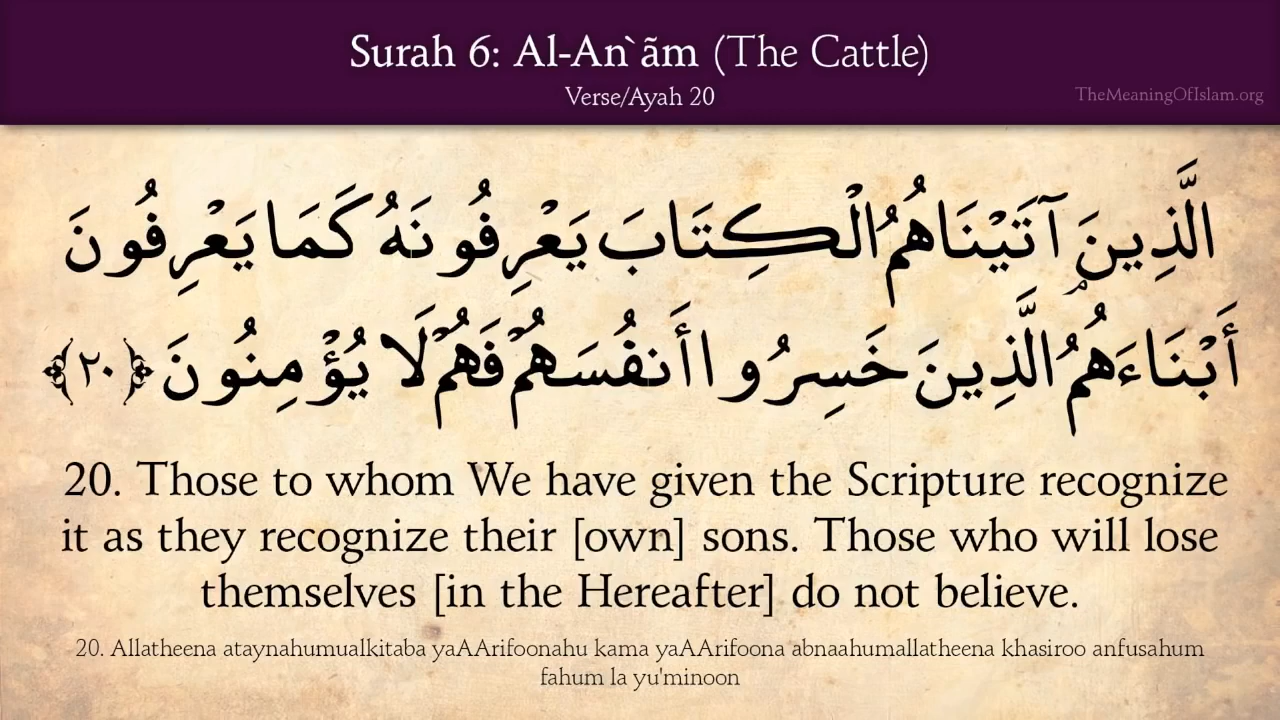 Surah 6: Al-An`ãm (The Cattle)
Verse/Ayah 20
TheMeaningOfIslam.org
الَّذِينَ آتَيْنَاهُمُ الْكِتَابَ يَعْرِفُونَهُ كَمَا يَعْرِفُونَ
أَبْنَاءَهُمُ الَّذِينَ خَسِرُوا أَنفُسَهُمْ فَهُمْ لَا يُؤْمِنُونَ ﴿٢٠﴾
20. Those to whom We have given the Scripture recognize
it as they recognize their [own] sons. Those who will lose
themselves [in the Hereafter] do not believe.
20. Allatheena ataynahumualkitaba yaAArifoonahu kama yaAArifoona abnaahumallatheena khasiroo anfusahum
fahum la yu'minoon